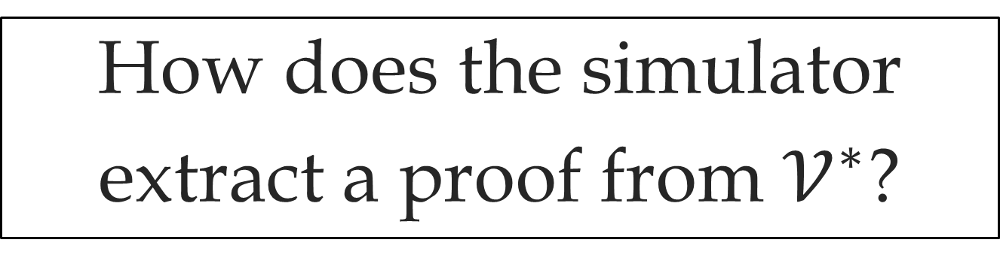 How does the simulator
extract a proof from 𝒱*?